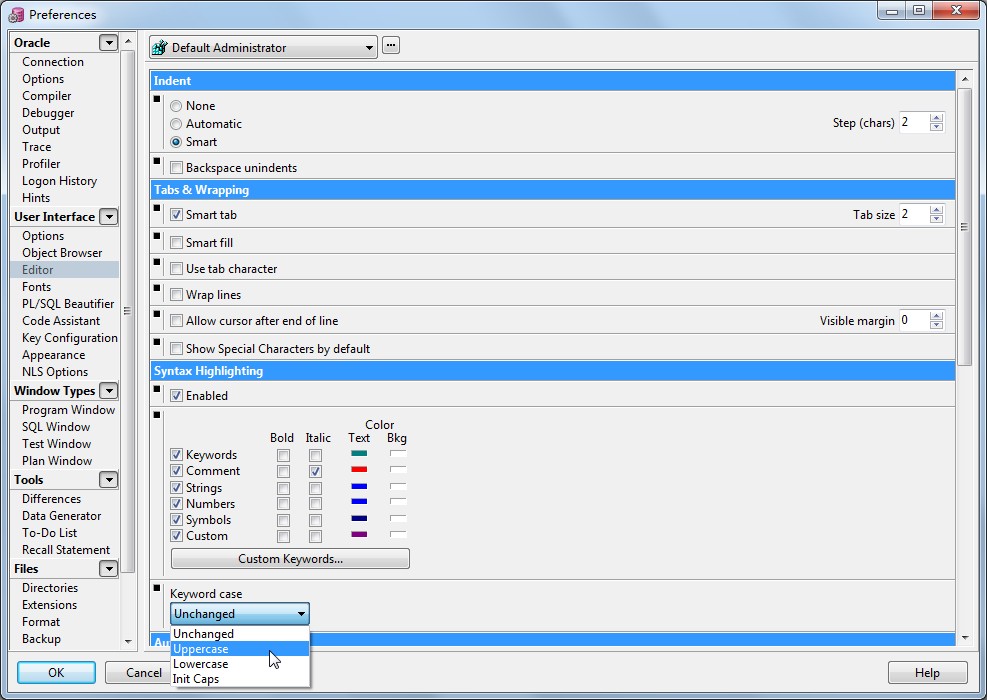 Preferences
Oracle
Connection
Options
Compiler
Debugger
Output
Trace
Profiler
Logon History
Hints
User Interface
Options
Object Browser
Editor
Fonts
PL/SQL Beautifier
Code Assistant
Key Configuration
Appearance
NLS Options
Window Types
Program Window
SQL Window
Test Window
Plan Window
Tools
Differences
Data Generator
To-Do List
Recall Statement
Files
Directories
Extensions
Format
Backup
Default Administrator ...
Indent
None
Automatic
Smart
Step (chars) 2
Backspace unindents
Tabs & Wrapping
Smart tab
Tab size 2
Smart fill
Use tab character
Wrap lines
Allow cursor after end of line
Visible margin 0
Show Special Characters by default
Syntax Highlighting
Enabled
Color
Bold Italic Text Bkg
Keywords
Comment
Strings
Numbers
Symbols
Custom
Custom Keywords...
Keyword case
Unchanged
Unchanged
Uppercase
Lowercase
Init Caps
OK
Cancel
Help